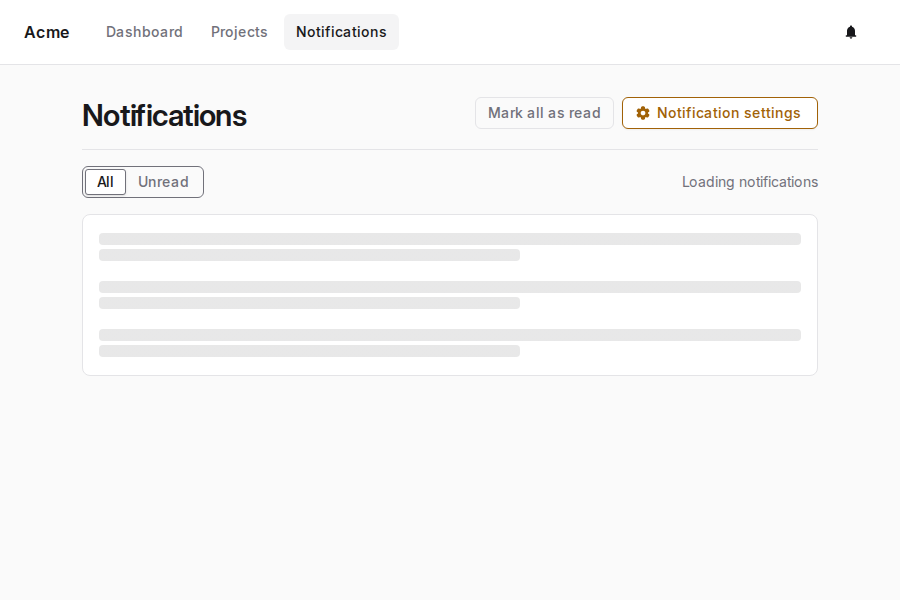 Acme Dashboard Projects Notifications
Notifications Mark all as read Notification settings
All Unread Loading notifications